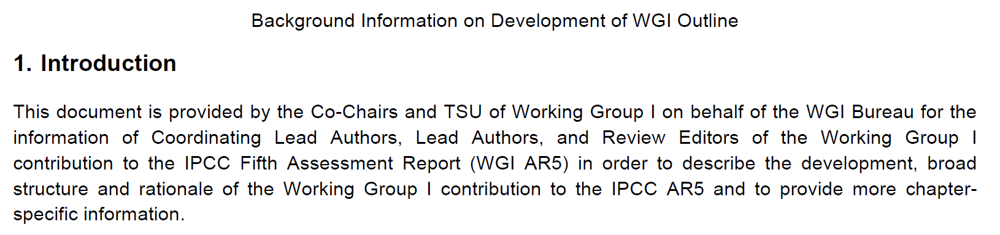 Background Information on Development of WGI Outline
1. Introduction
This document is provided by the Co-Chairs and TSU of Working Group I on behalf of the WGI Bureau for the
information of Coordinating Lead Authors, Lead Authors, and Review Editors of the Working Group I
contribution to the IPCC Fifth Assessment Report (WGI AR5) in order to describe the development, broad
structure and rationale of the Working Group I contribution to the IPCC AR5 and to provide more chapter-
specific information.